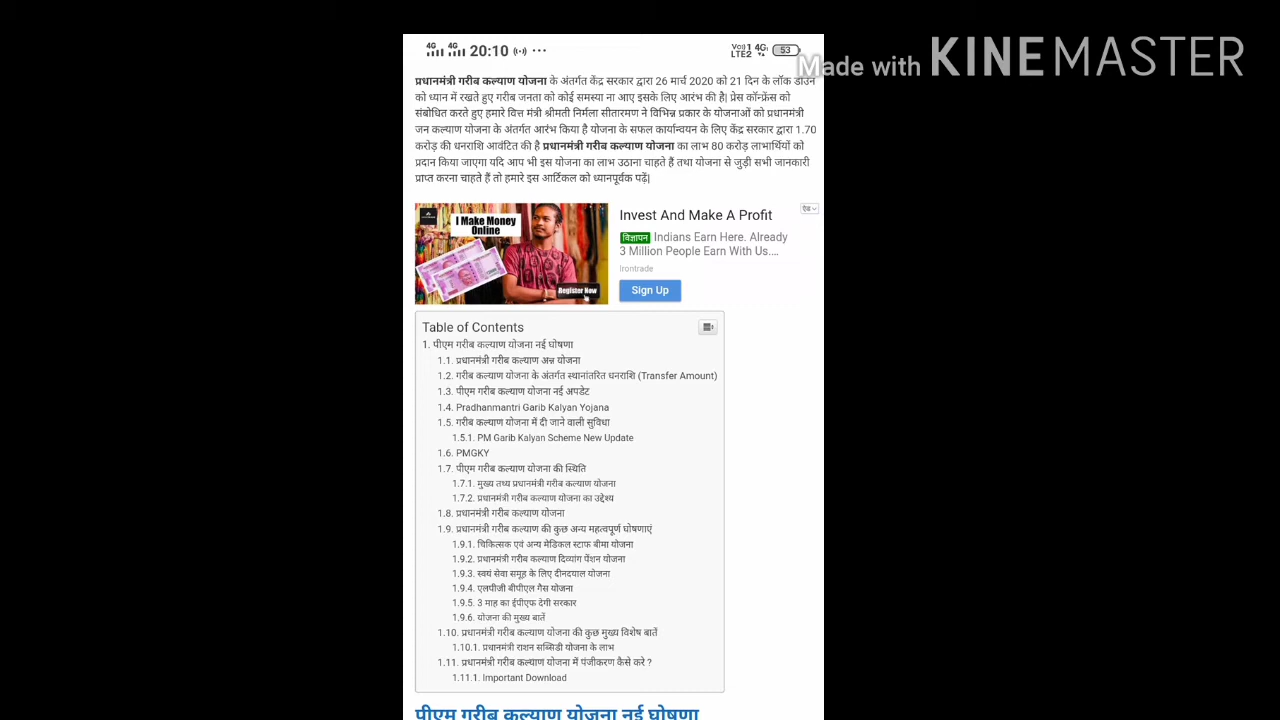 4G 4G 20:10 ···
Vo)) 1 4G
LTE2 53
Made with KINEMASTER
प्रधानमंत्री गरीब कल्याण योजना के अंतर्गत केंद्र सरकार द्वारा 26 मार्च 2020 को 21 दिन के लॉक डाउन
को ध्यान में रखते हुए गरीब जनता को कोई समस्या ना आए इसके लिए आरंभ की है| प्रेस कॉन्फ्रेंस को
संबोधित करते हुए हमारे वित्त मंत्री श्रीमती निर्मला सीतारमण ने विभिन्न प्रकार के योजनाओं को प्रधानमंत्री
जन कल्याण योजना के अंतर्गत आरंभ किया है योजना के सफल कार्यान्वयन के लिए केंद्र सरकार द्वारा 1.70
करोड़ की धनराशि आवंटित की है प्रधानमंत्री गरीब कल्याण योजना का लाभ 80 करोड़ लाभार्थियों को
प्रदान किया जाएगा यदि आप भी इस योजना का लाभ उठाना चाहते हैं तथा योजना से जुड़ी सभी जानकारी
प्राप्त करना चाहते हैं तो हमारे इस आर्टिकल को ध्यानपूर्वक पढ़ें|
I Make Money
Online
Register Now
Invest And Make A Profit
ऐड
विज्ञापन Indians Earn Here. Already
3 Million People Earn With Us....
Irontrade
Sign Up
Table of Contents
1. पीएम गरीब कल्याण योजना नई घोषणा
1.1. प्रधानमंत्री गरीब कल्याण अन्न योजना
1.2. गरीब कल्याण योजना के अंतर्गत स्थानांतरित धनराशि (Transfer Amount)
1.3. पीएम गरीब कल्याण योजना नई अपडेट
1.4. Pradhanmantri Garib Kalyan Yojana
1.5. गरीब कल्याण योजना में दी जाने वाली सुविधा
1.5.1. PM Garib Kalyan Scheme New Update
1.6. PMGKY
1.7. पीएम गरीब कल्याण योजना की स्थिति
1.7.1. मुख्य तथ्य प्रधानमंत्री गरीब कल्याण योजना
1.7.2. प्रधानमंत्री गरीब कल्याण योजना का उद्देश्य
1.8. प्रधानमंत्री गरीब कल्याण योजना
1.9. प्रधानमंत्री गरीब कल्याण की कुछ अन्य महत्वपूर्ण घोषणाएं
1.9.1. चिकित्सक एवं अन्य मेडिकल स्टाफ बीमा योजना
1.9.2. प्रधानमंत्री गरीब कल्याण दिव्यांग पेंशन योजना
1.9.3. स्वयं सेवा समूह के लिए दीनदयाल योजना
1.9.4. एलपीजी बीपीएल गैस योजना
1.9.5. 3 माह का ईपीएफ देगी सरकार
1.9.6. योजना की मुख्य बातें
1.10. प्रधानमंत्री गरीब कल्याण योजना की कुछ मुख्य विशेष बातें
1.10.1. प्रधानमंत्री राशन सब्सिडी योजना के लाभ
1.11. प्रधानमंत्री गरीब कल्याण योजना में पंजीकरण कैसे करे ?
1.11.1. Important Download
पीएम गरीब कल्याण योजना नई घोषणा